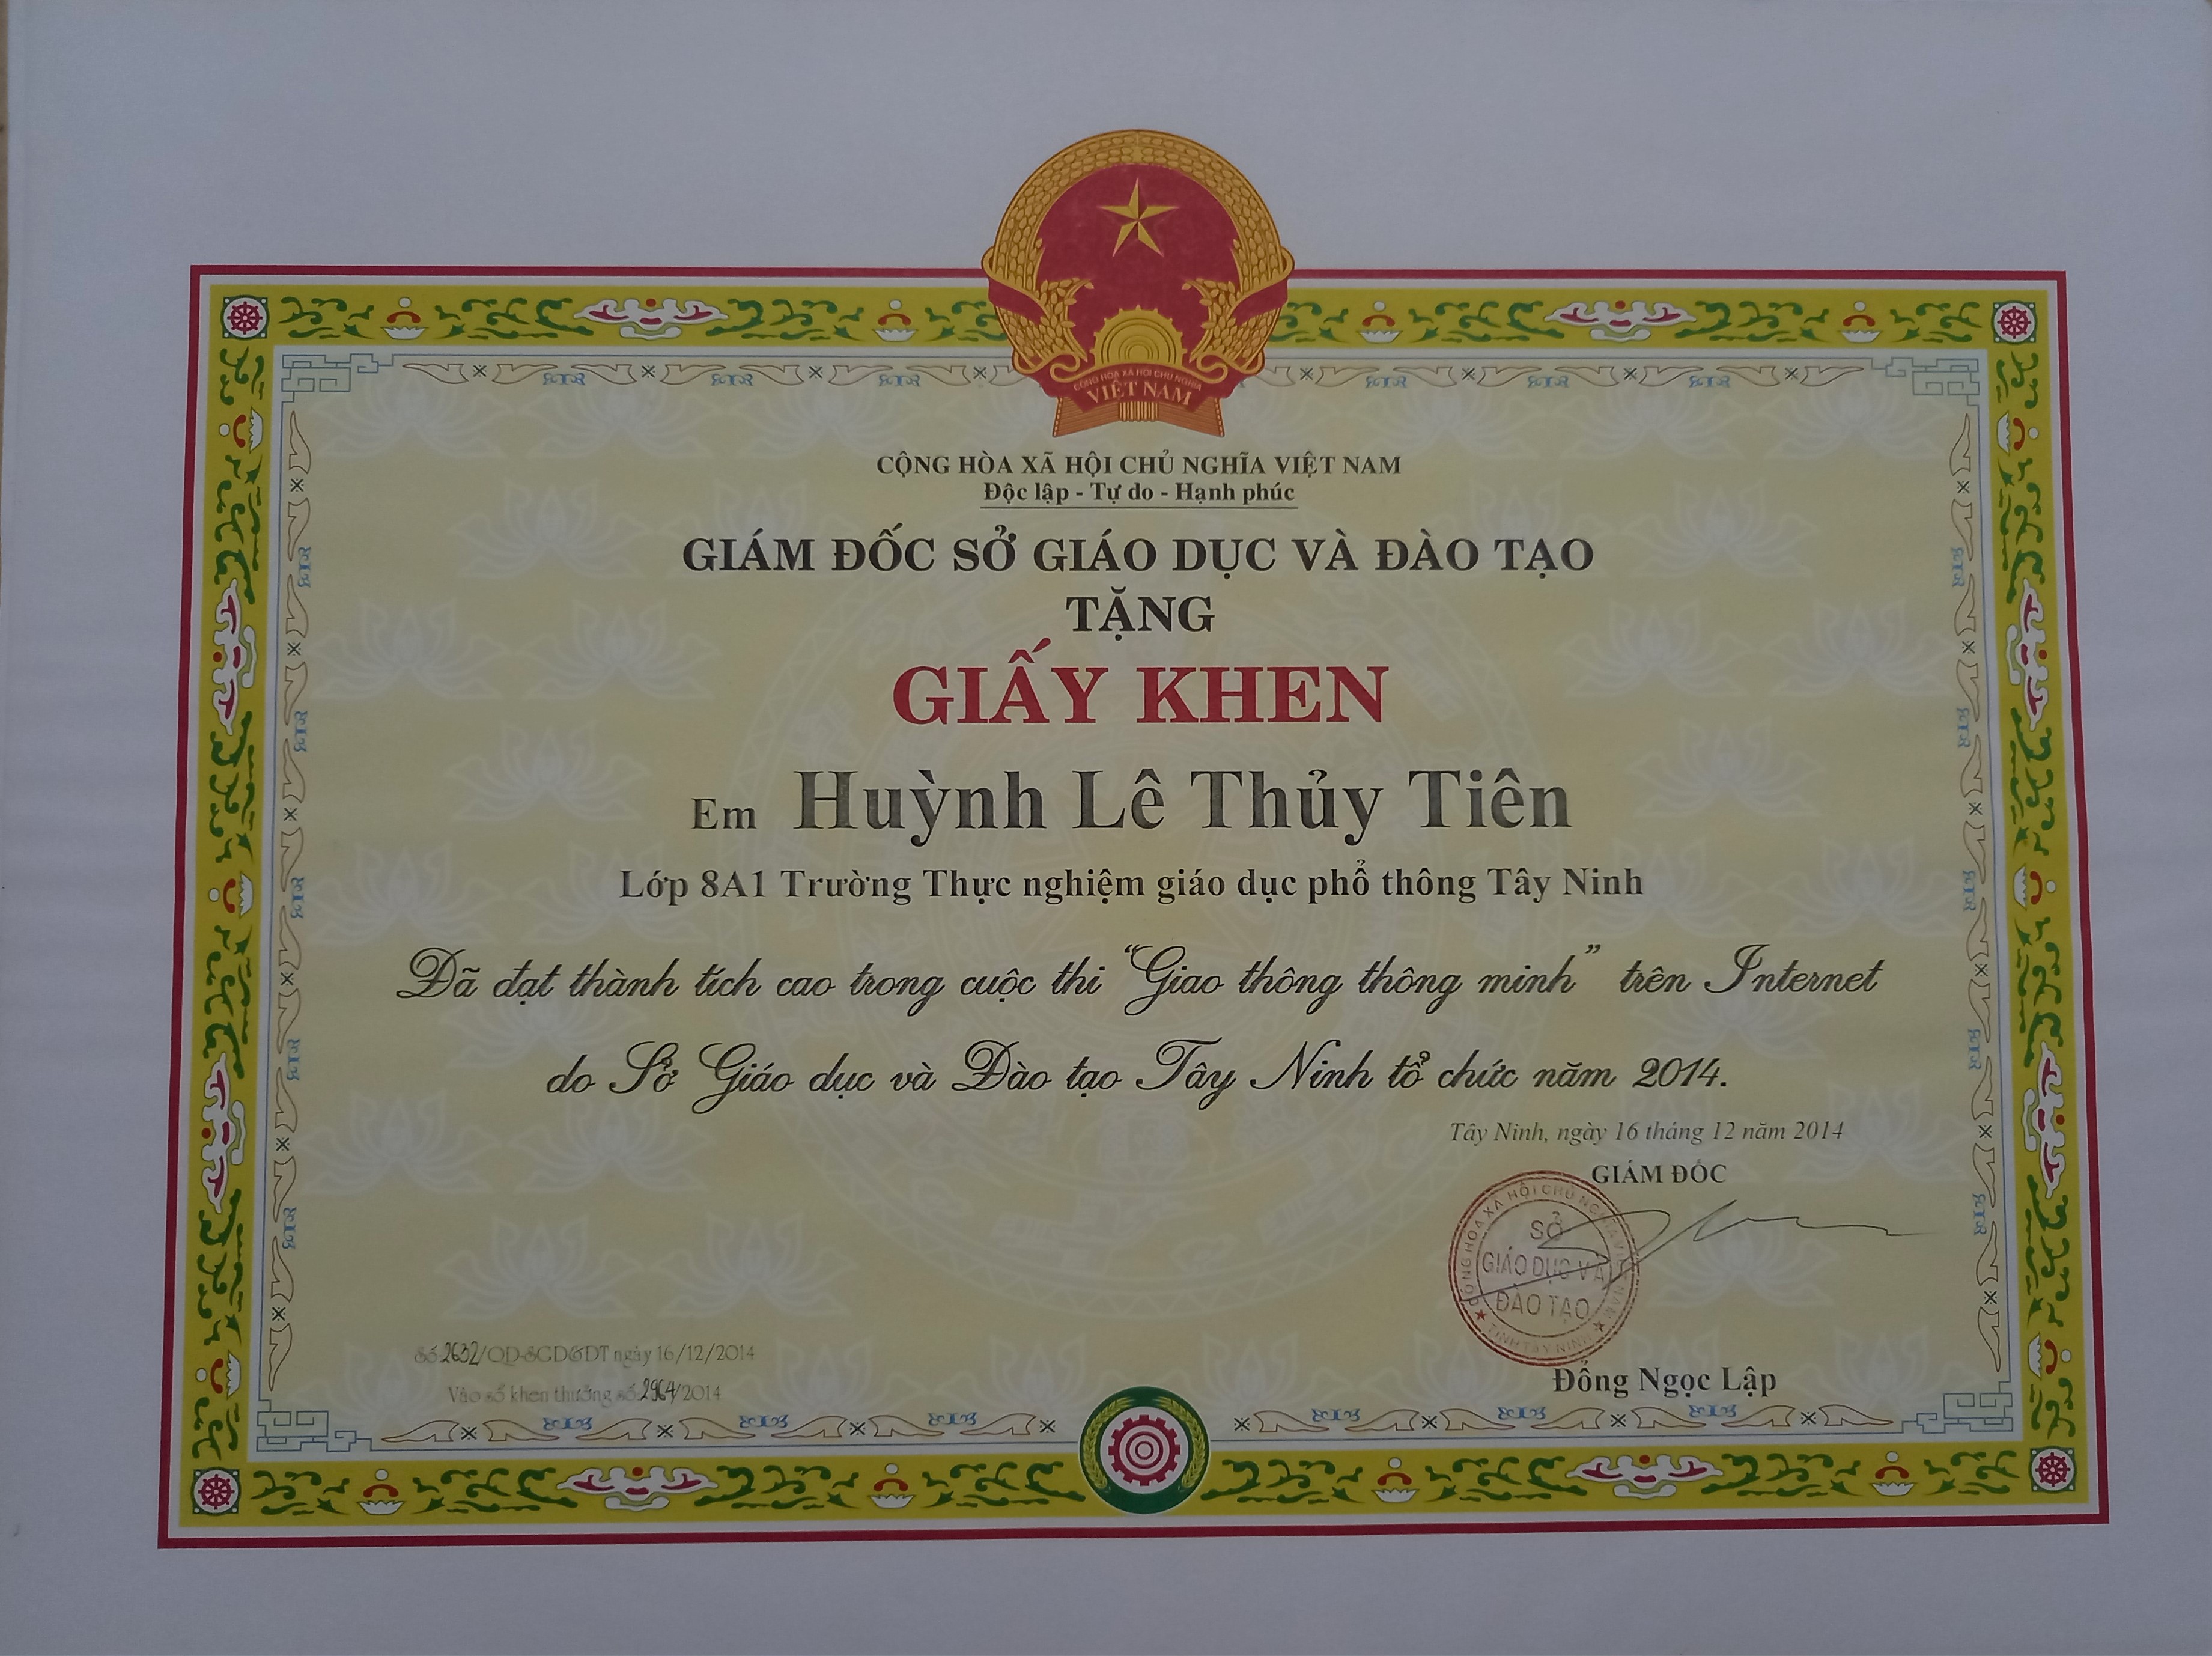 CỘNG HÒA XÃ HỘI CHỦ NGHĨA
VIỆT NAM
CỘNG HÒA XÃ HỘI CHỦ NGHĨA VIỆT NAM
Độc lập - Tự do - Hạnh phúc
GIÁM ĐỐC SỞ GIÁO DỤC VÀ ĐÀO TẠO
TẶNG
GIẤY KHEN
Em Huỳnh Lê Thủy Tiên
Lớp 8A1 Trường Thực nghiệm giáo dục phổ thông Tây Ninh
Đã đạt thành tích cao trong cuộc thi “Giao thông thông minh” trên Internet
do Sở Giáo dục và Đào tạo Tây Ninh tổ chức năm 2014.
Tây Ninh, ngày 16 tháng 12 năm 2014
GIÁM ĐỐC
CỘNG HÒA XÃ HỘI CHỦ NGHĨA VIỆT NAM
SỞ
GIÁO DỤC VÀ
ĐÀO TẠO
TỈNH TÂY NINH
Đồng Ngọc Lập
Số 2632/QĐ-SGD&ĐT ngày 16/12/2014
Vào sổ khen thưởng số 2964/2014